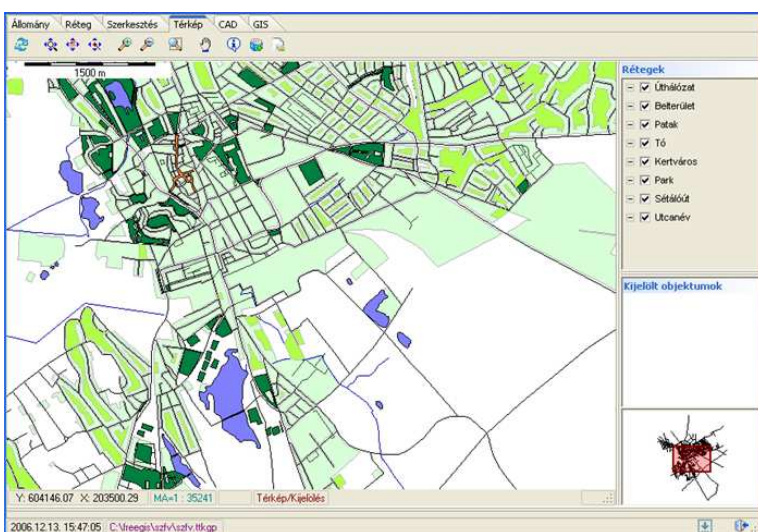 Állomány Réteg Szerkesztés Térkép CAD GIS
1500 m
Rétegek
Úthálózat
Belterület
Patak
Tó
Kertváros
Park
Sétálóút
Utcanév
Kijelölt objektumok
Y: 604146.07 X: 203500.29 MA=1 : 35241 Térkép/Kijelölés
2006.12.13. 15:47:05 C:\freegis\szfv\szfv.ttkgp